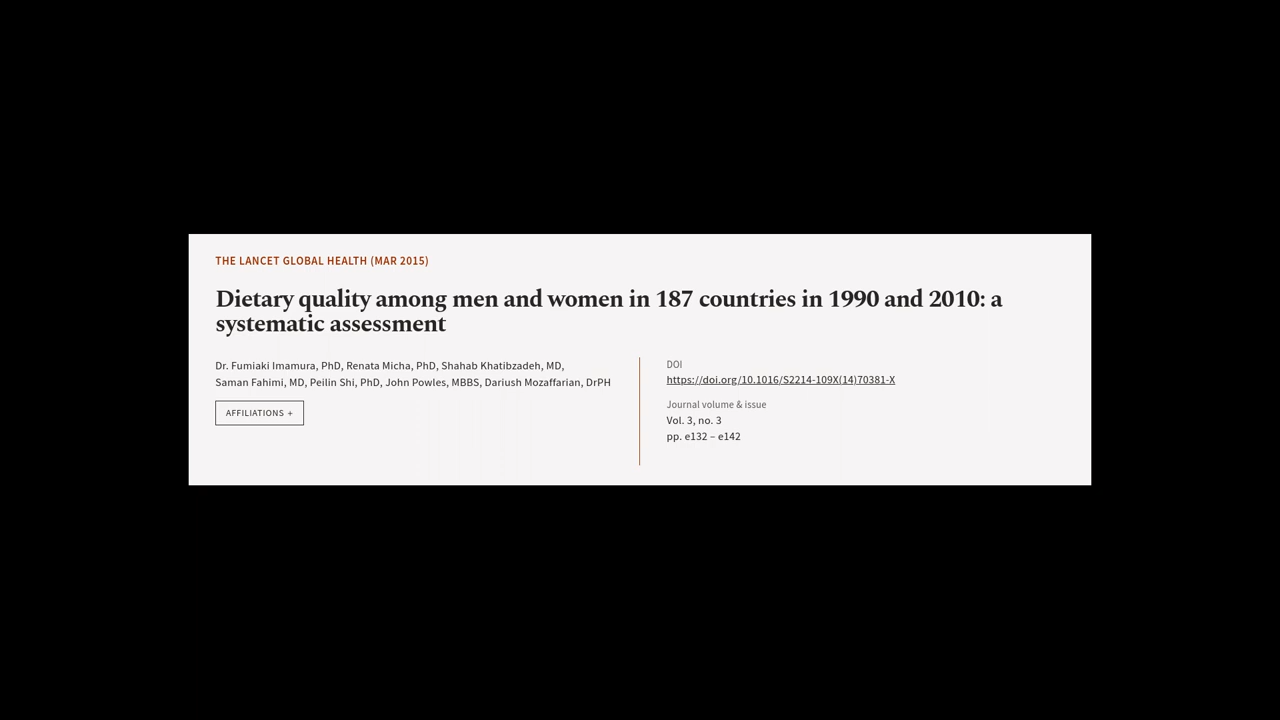 THE LANCET GLOBAL HEALTH (MAR 2015)
Dietary quality among men and women in 187 countries in 1990 and 2010: a
systematic assessment
Dr. Fumiaki Imamura, PhD, Renata Micha, PhD, Shahab Khatibzadeh, MD,
Saman Fahimi, MD, Peilin Shi, PhD, John Powles, MBBS, Dariush Mozaffarian, DrPH
AFFILIATIONS +
DOI
https://doi.org/10.1016/S2214-109X(14)70381-X
Journal volume & issue
Vol. 3, no. 3
pp. e132 – e142